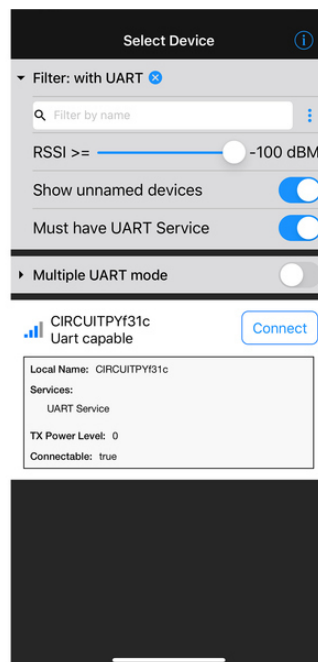 Select Device
Filter: with UART
Filter by name
RSSI >= -100 dBM
Show unnamed devices
Must have UART Service
Multiple UART mode
CIRCUITPYf31c
Uart capable
Connect
Local Name: CIRCUITPYf31c
Services:
UART Service
TX Power Level: 0
Connectable: true